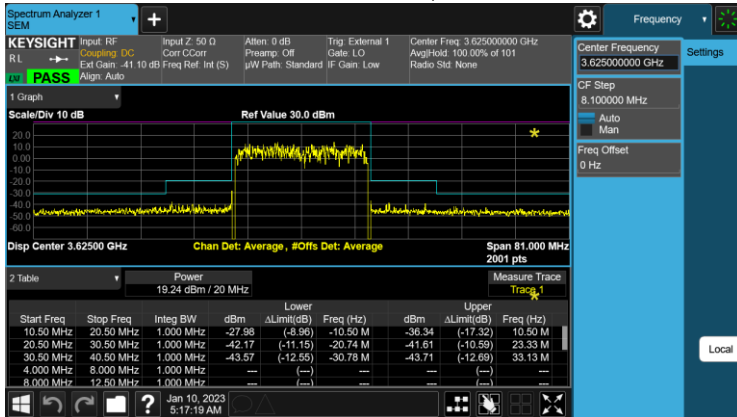 Spectrum Analyzer 1
SEM
Frequency
KEYSIGHT
RL
LXI PASS
Input: RF
Coupling: DC
Ext Gain: -41.10 dB
Align: Auto
Input Z: 50 Ω
Corr CCorr
Freq Ref: Int (S)
Atten: 0 dB
Preamp: Off
µW Path: Standard
Trig: External 1
Gate: LO
IF Gain: Low
Center Freq: 3.625000000 GHz
Avg|Hold: 100.00% of 101
Radio Std: None
Center Frequency
3.625000000 GHz
Settings
CF Step
8.100000 MHz
Auto
Man
Freq Offset
0 Hz
Local
1 Graph
Scale/Div 10 dB
Ref Value 30.0 dBm
20.0
10.0
0.00
-10.0
-20.0
-30.0
-40.0
-50.0
-60.0
Disp Center 3.62500 GHz
Chan Det: Average , #Offs Det: Average
Span 81.000 MHz
2001 pts
2 Table
Power
19.24 dBm / 20 MHz
Measure Trace
Trace 1
Lower Upper
Start Freq Stop Freq Integ BW dBm ΔLimit(dB) Freq (Hz) dBm ΔLimit(dB) Freq (Hz)
10.50 MHz 20.50 MHz 1.000 MHz -27.98 (-8.96) -10.50 M -36.34 (-17.32) 10.50 M
20.50 MHz 30.50 MHz 1.000 MHz -42.17 (-11.15) -20.74 M -41.61 (-10.59) 23.33 M
30.50 MHz 40.50 MHz 1.000 MHz -43.57 (-12.55) -30.78 M -43.71 (-12.69) 33.13 M
4.000 MHz 8.000 MHz 1.000 MHz --- (---) --- (---)
8.000 MHz 12.50 MHz 1.000 MHz --- (---) --- (---)
Jan 10, 2023
5:17:19 AM